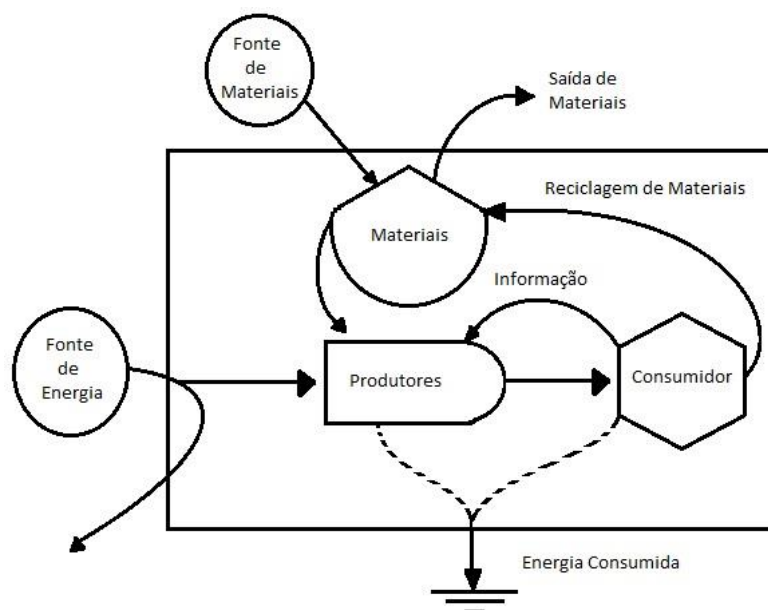 Fonte
de
Materiais
Saída de
Materiais
Reciclagem de Materiais
Materiais
Informação
Fonte
de
Energia
Produtores
Consumidor
Energia Consumida